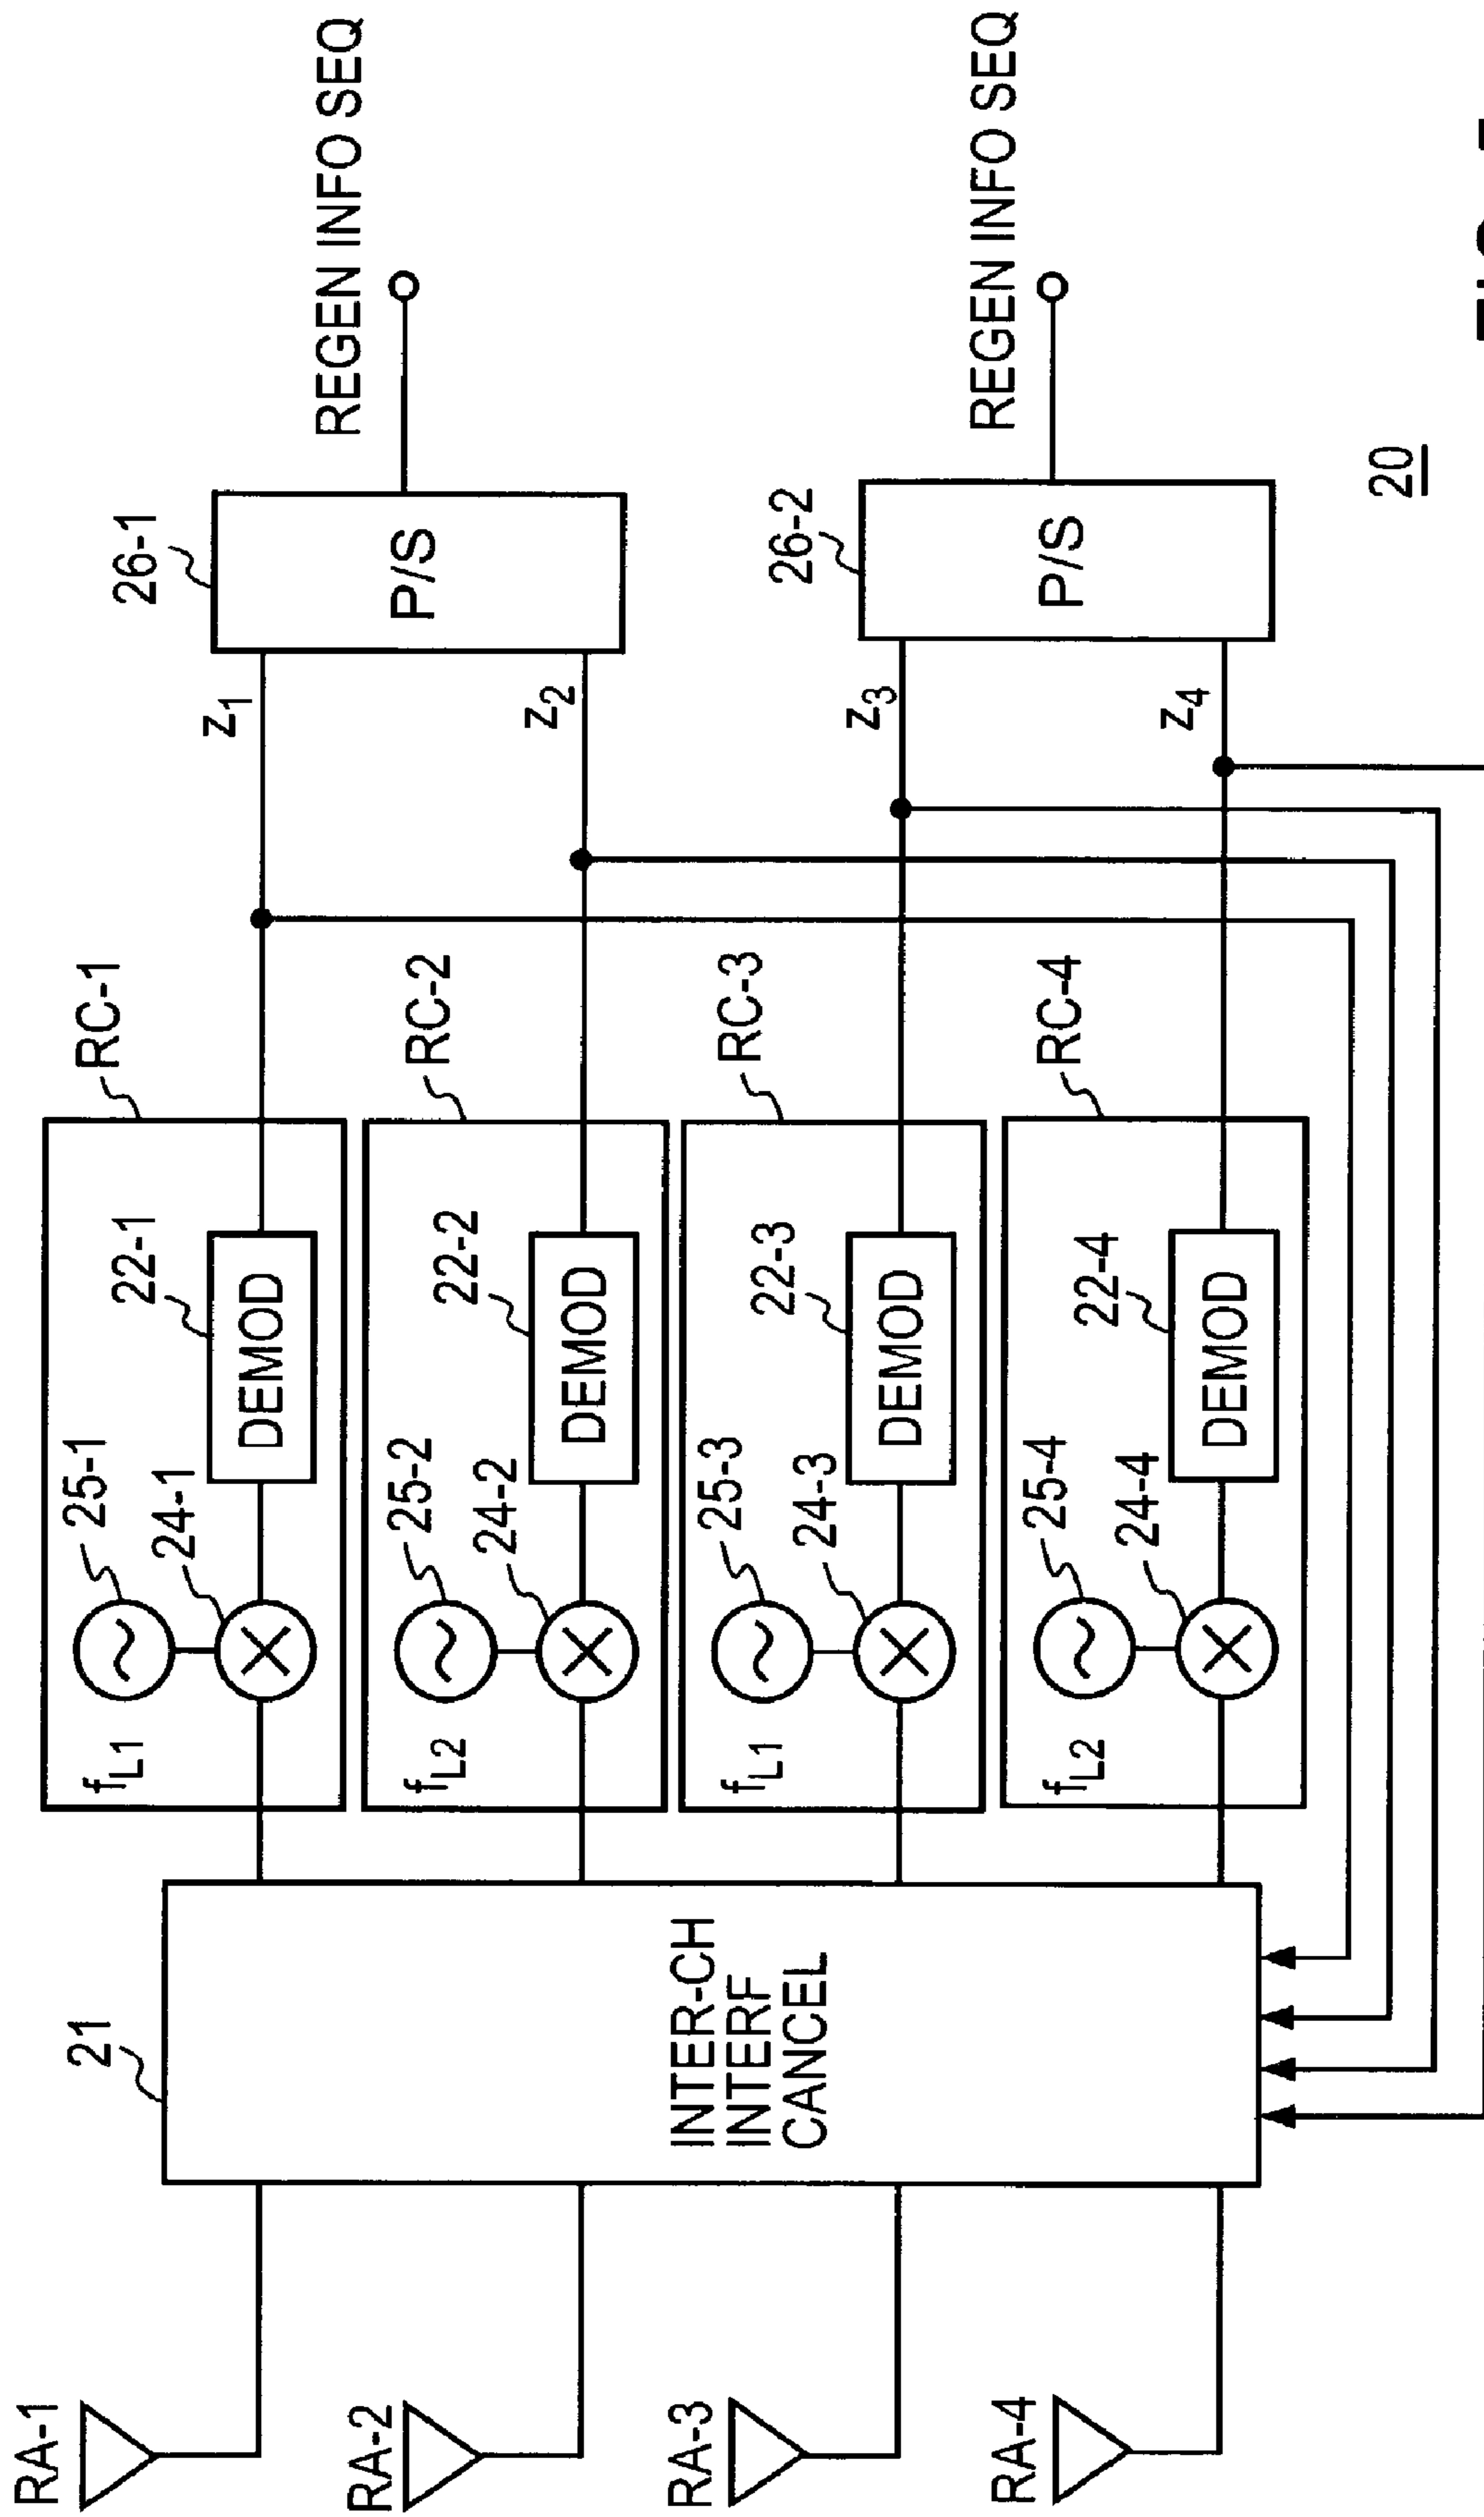 RA-1
RA-2
RA-3
RA-4
21
INTER-CH
INTERF
CANCEL
RC-1
25-1
24-1
22-1
fL1
DEMOD
RC-2
25-2
24-2
22-2
fL2
DEMOD
RC-3
25-3
24-3
22-3
fL1
DEMOD
RC-4
25-4
24-4
22-4
fL2
DEMOD
z1
z2
z3
z4
26-1
P/S
REGEN INFO SEQ
26-2
P/S
REGEN INFO SEQ
20